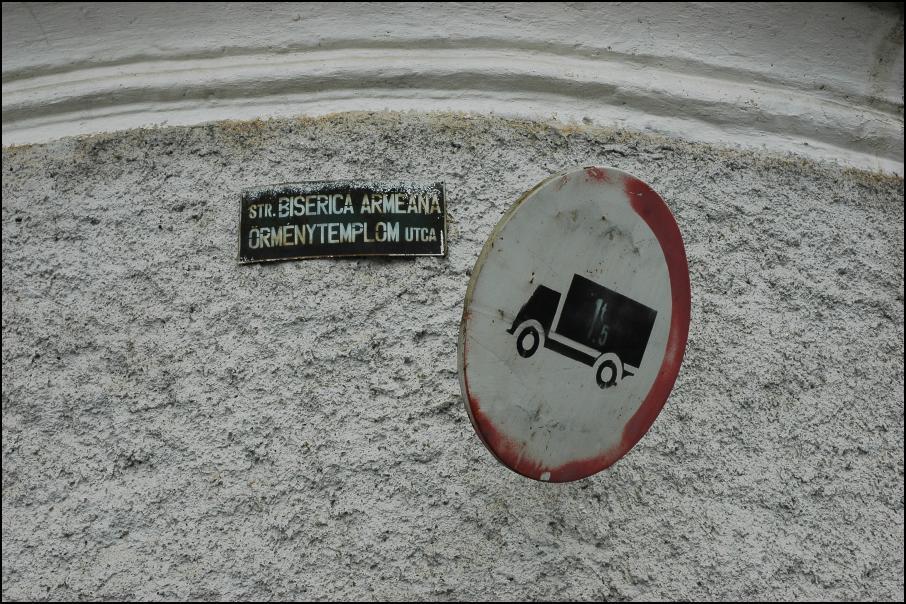 STR. BISERICA ARMEANĂ
ÖRMÉNYTEMPLOM UTCA